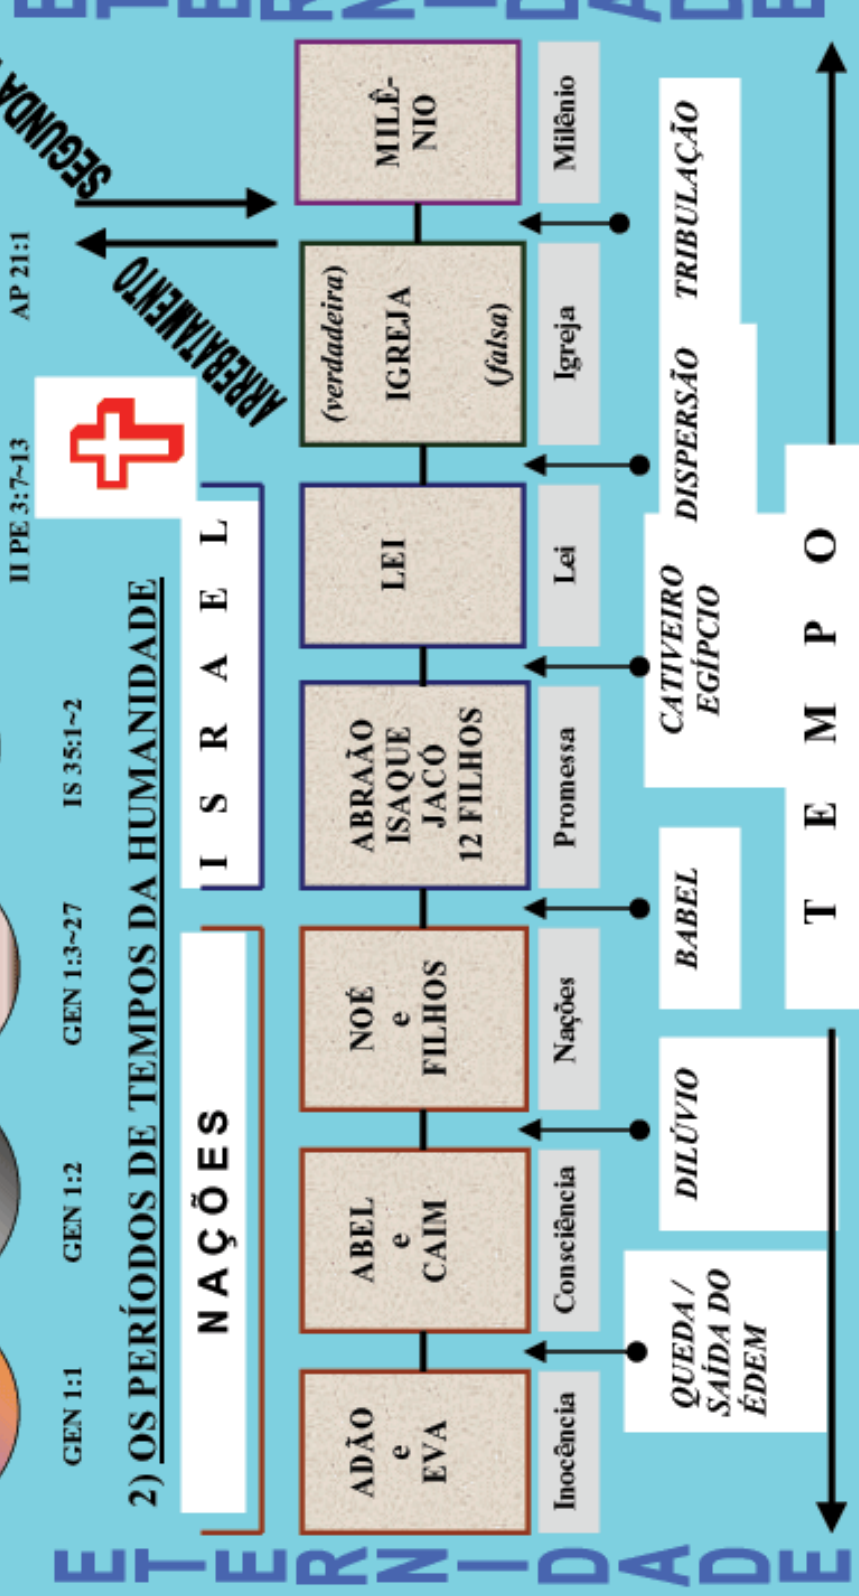 ETERNIDADE
GEN 1:1
GEN 1:2
GEN 1:3~27
IS 35:1~2
II PE 3:7~13
AP 21:1
2) OS PERÍODOS DE TEMPOS DA HUMANIDADE
SEGUNDA
ARREBATAMENTO
NAÇÕES
ISRAEL
ADÃO
e
EVA
ABEL
e
CAIM
NOÉ
e
FILHOS
ABRAÃO
ISAQUE
JACÓ
12 FILHOS
LEI
(verdadeira)
IGREJA
(falsa)
MILÊ-
NIO
Inocência
Consciência
Nações
Promessa
Lei
Igreja
Milênio
QUEDA /
SAÍDA DO
ÉDEM
DILÚVIO
BABEL
CATIVEIRO
EGÍPCIO
DISPERSÃO
TRIBULAÇÃO
TEMPO
ETERNIDADE